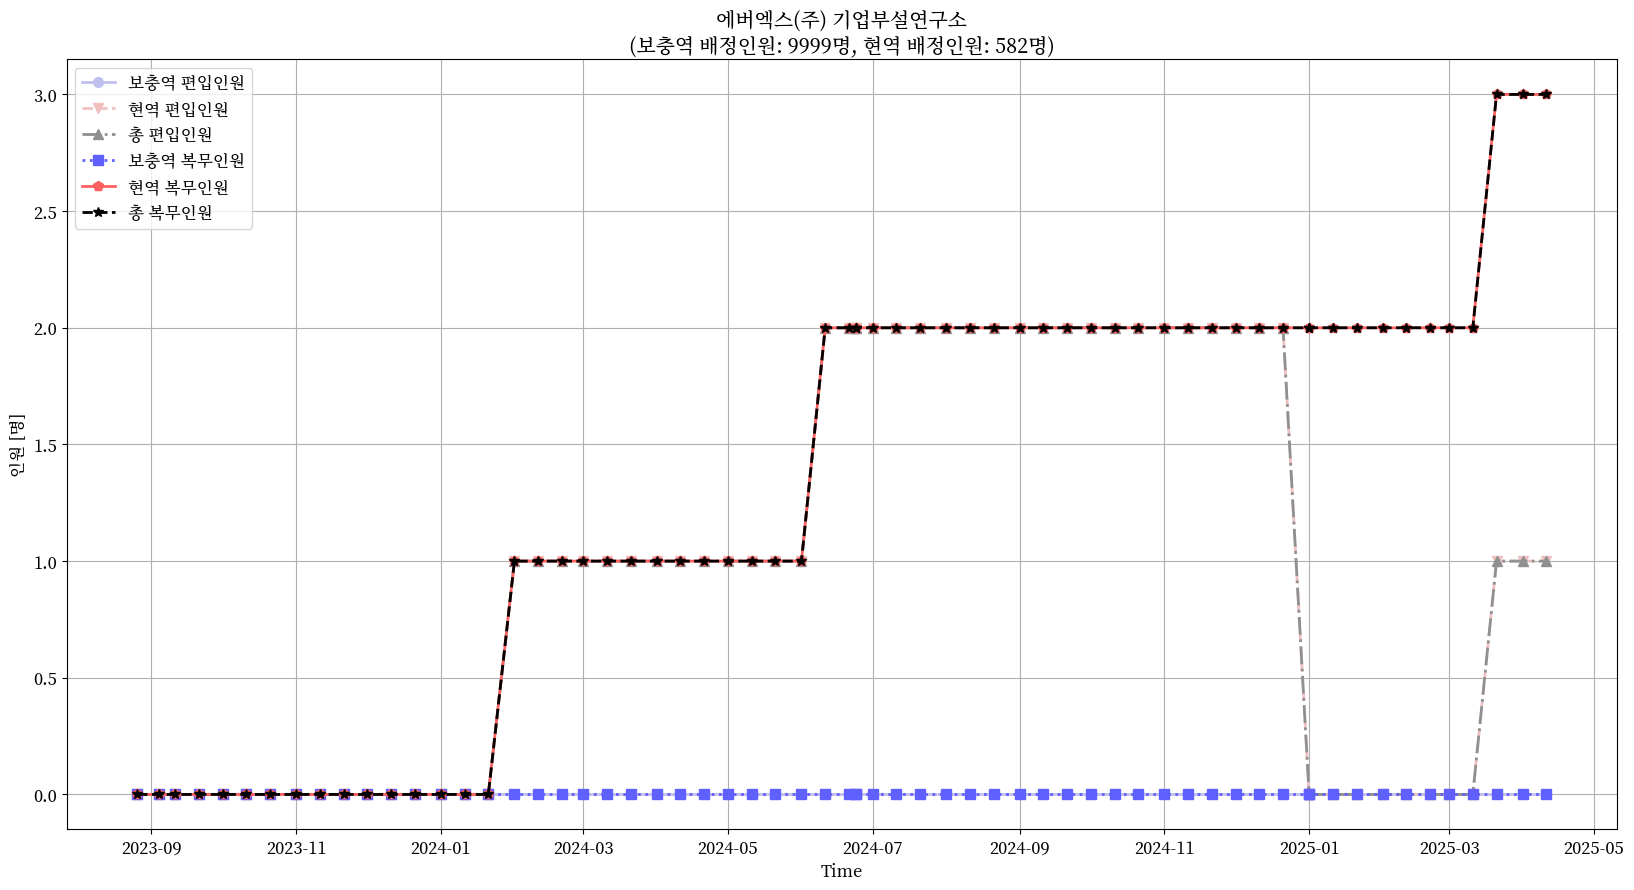 에버엑스(주) 기업부설연구소
(보충역 배정인원: 9999명, 현역 배정인원: 582명)
보충역 편입인원
현역 편입인원
총 편입인원
보충역 복무인원
현역 복무인원
총 복무인원
인원 [명]
3.0
2.5
2.0
1.5
1.0
0.5
0.0
2023-09
2023-11
2024-01
2024-03
2024-05
2024-07
2024-09
2024-11
2025-01
2025-03
2025-05
Time